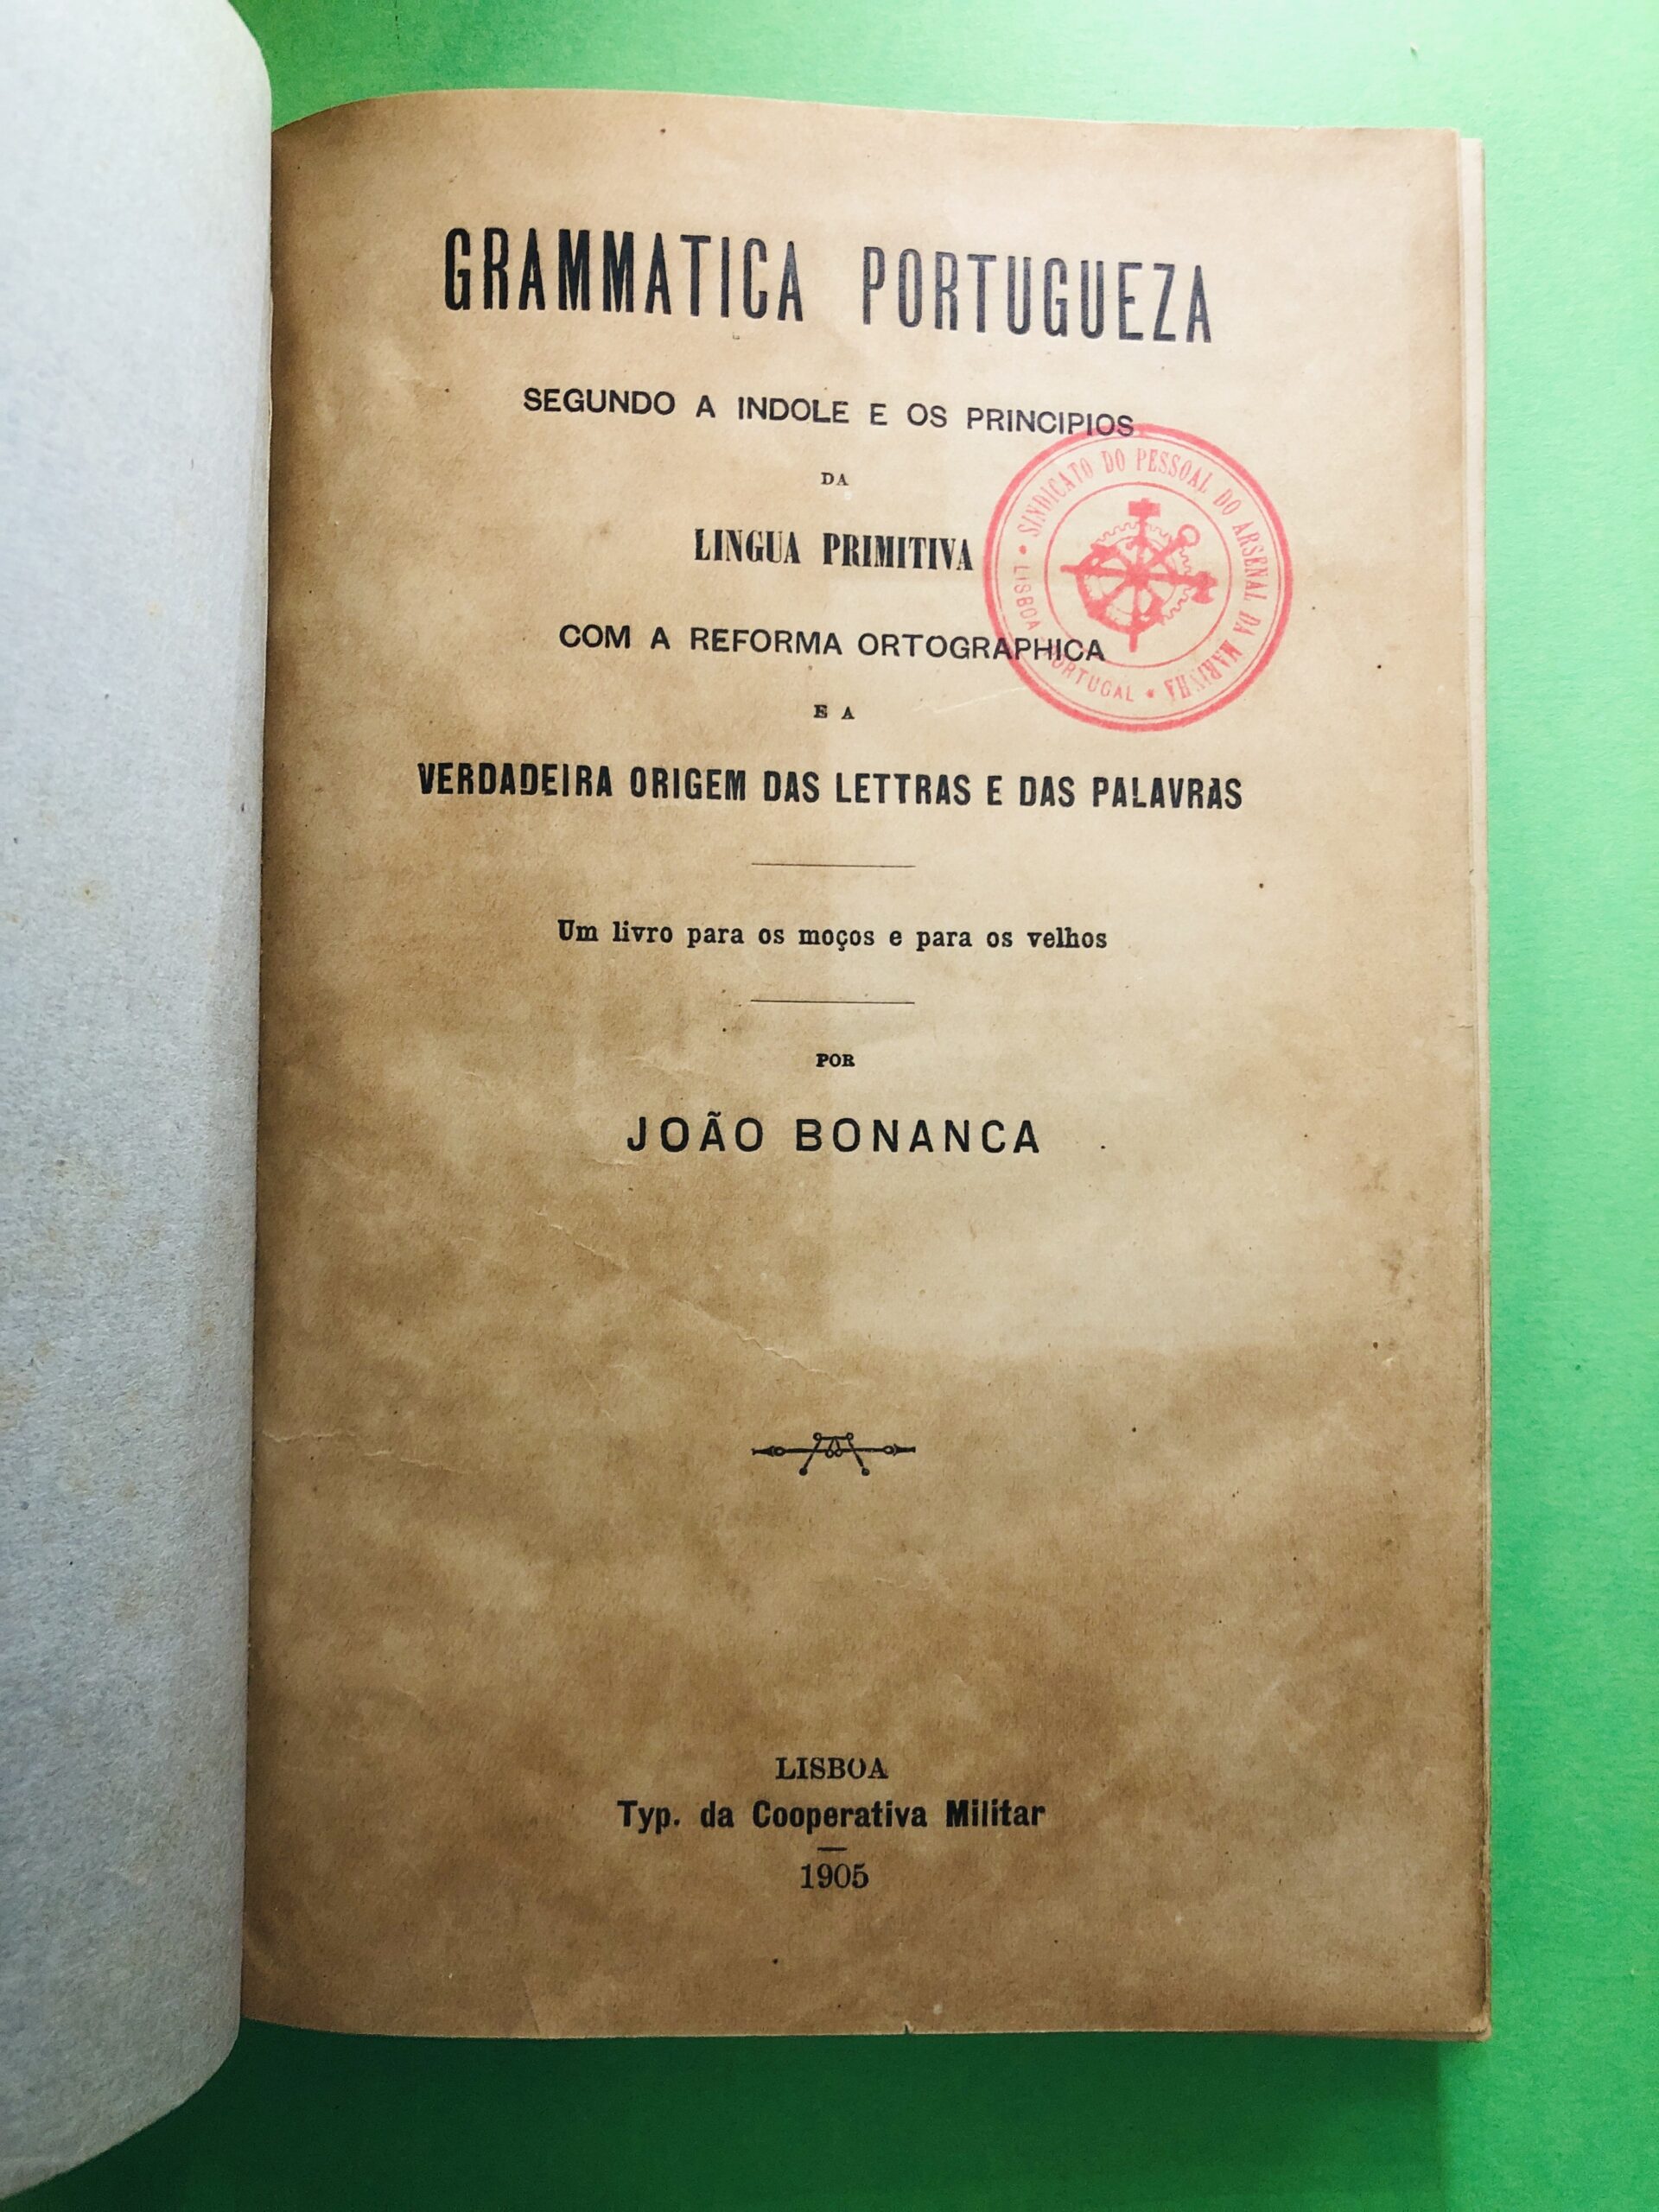 GRAMMATICA PORTUGUEZA
SEGUNDO A INDOLE E OS PRINCIPIOS
DA
LINGUA PRIMITIVA
COM A REFORMA ORTOGRAPHICA
E A
VERDADEIRA ORIGEM DAS LETTRAS E DAS PALAVRAS
Um livro para os moços e para os velhos
POR
JOÃO BONANCA
LISBOA
Typ. da Cooperativa Militar
1905
SINDICATO DO PESSOAL DO ARSENAL DA MARINHA
LISBOA - PORTUGAL